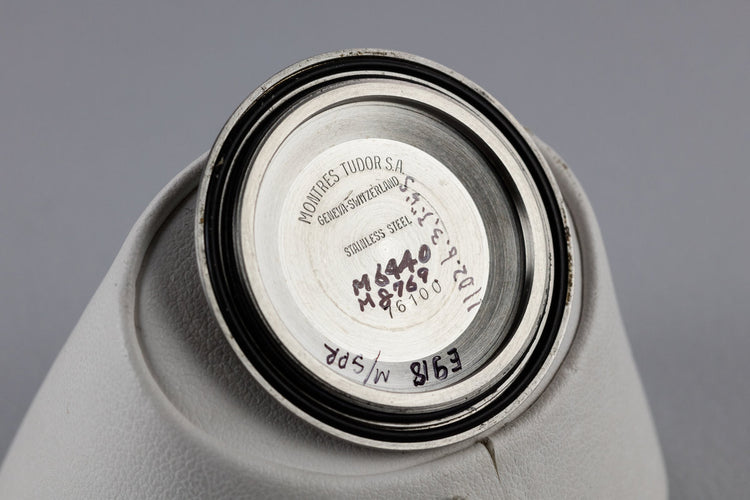 MONTRES TUDOR S.A.
GENEVA-SWITZERLAND
STAINLESS STEEL
M6440
M8769
76100
E918 M/SPR